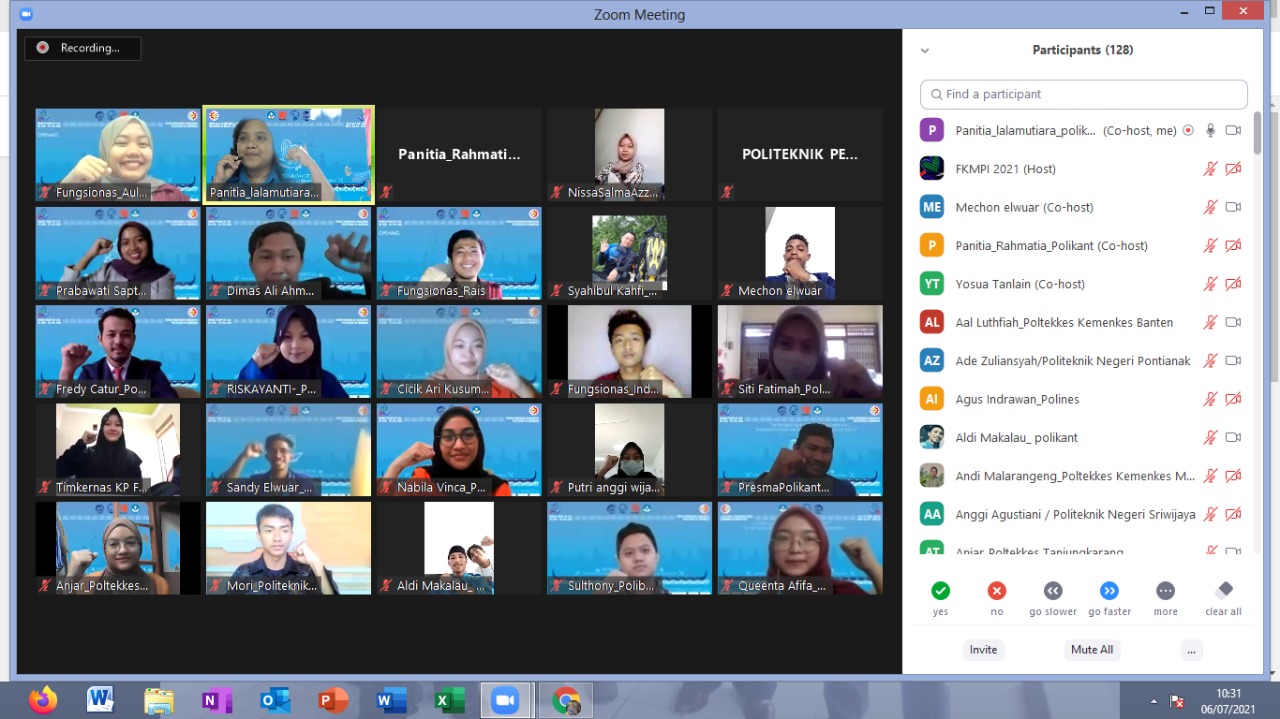 Zoom Meeting
Recording...
OPENING
Fungsionas_Aul...
Panitia_lalamutiara...
Panitia_Rahmati...
NissaSalmaAzz...
POLITEKNIK PE...
Prabawati Sapt...
Dimas Ali Ahm...
OPENING
Fungsionas_Rais
Syahibul Kahfi_...
Mechon elwuar
Fredy Catur_Po...
RISKAYANTI-_P...
Cicik Ari Kusum...
Fungsionas_Ind...
Siti Fatimah_Pol...
Timkernas KP F...
Sandy Elwuar_...
Nabila Vinca_P...
Putri anggi wija...
PresmaPolikant...
Anjar_Poltekkes...
Mori_Politeknik...
Aldi Makalau_ ...
Sulthony_Polib...
Queenta Afifa_...
Participants (128)
Find a participant
P Panitia_lalamutiara_polik... (Co-host, me)
FKMPI 2021 (Host)
ME Mechon elwuar (Co-host)
P Panitia_Rahmatia_Polikant (Co-host)
YT Yosua Tanlain (Co-host)
AL Aal Luthfiah_Poltekkes Kemenkes Banten
AZ Ade Zuliansyah/Politeknik Negeri Pontianak
AI Agus Indrawan_Polines
Aldi Makalau_ polikant
Andi Malarangeng_Poltekkes Kemenkes M...
AA Anggi Agustiani / Politeknik Negeri Sriwijaya
AT Anjar_Poltekkes Tanjungkarang
yes no go slower go faster more clear all
Invite Mute All ...
10:31
06/07/2021